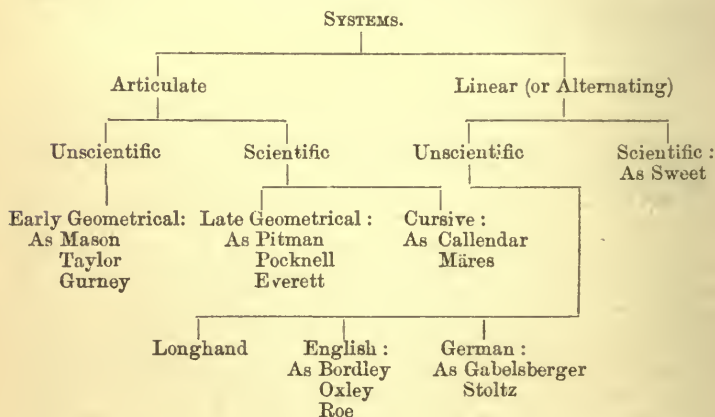 SYSTEMS.
Articulate Linear (or Alternating)
Unscientific Scientific Unscientific Scientific :
As Sweet
Early Geometrical: Late Geometrical : Cursive :
As Mason As Pitman As Callendar
Taylor Pocknell Märes
Gurney Everett
Longhand English : German :
As Bordley As Gabelsberger
Oxley Stoltz
Roe